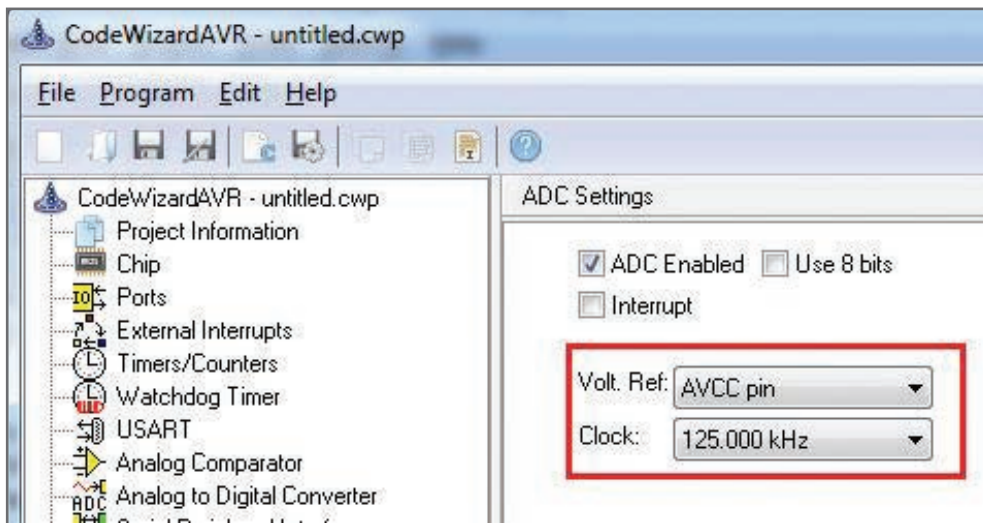 CodeWizardAVR - untitled.cwp
File Program Edit Help
CodeWizardAVR - untitled.cwp
Project Information
Chip
Ports
External Interrupts
Timers/Counters
Watchdog Timer
USART
Analog Comparator
Analog to Digital Converter
ADC Settings
ADC Enabled Use 8 bits
Interrupt
Volt. Ref: AVCC pin
Clock: 125.000 kHz